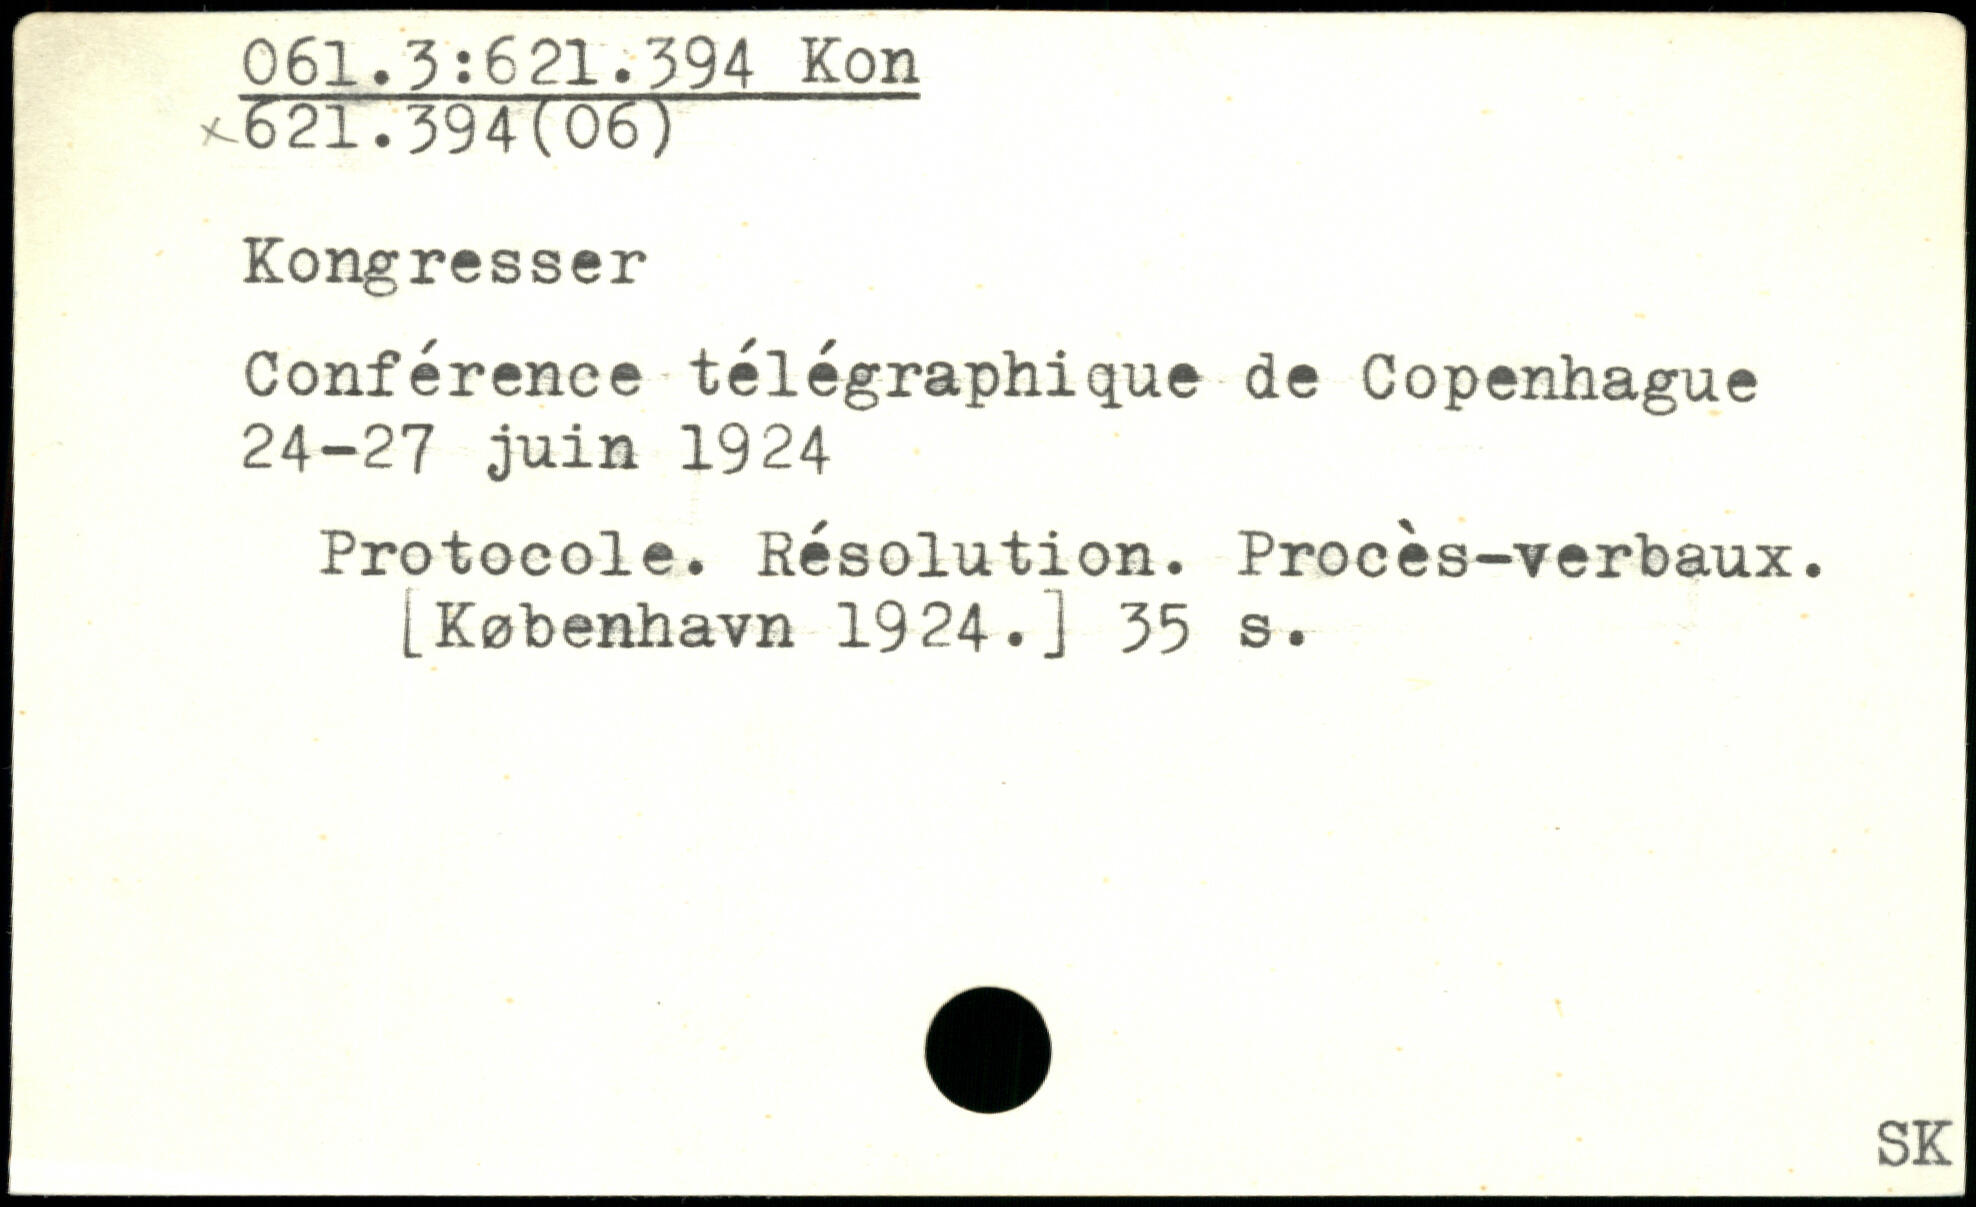 061.3:621.394 Kon
x 621.394(06)
Kongresser
Conférence télégraphique de Copenhague
24-27 juin 1924
Protocole. Résolution. Procès-verbaux.
[København 1924.] 35 s.
SK